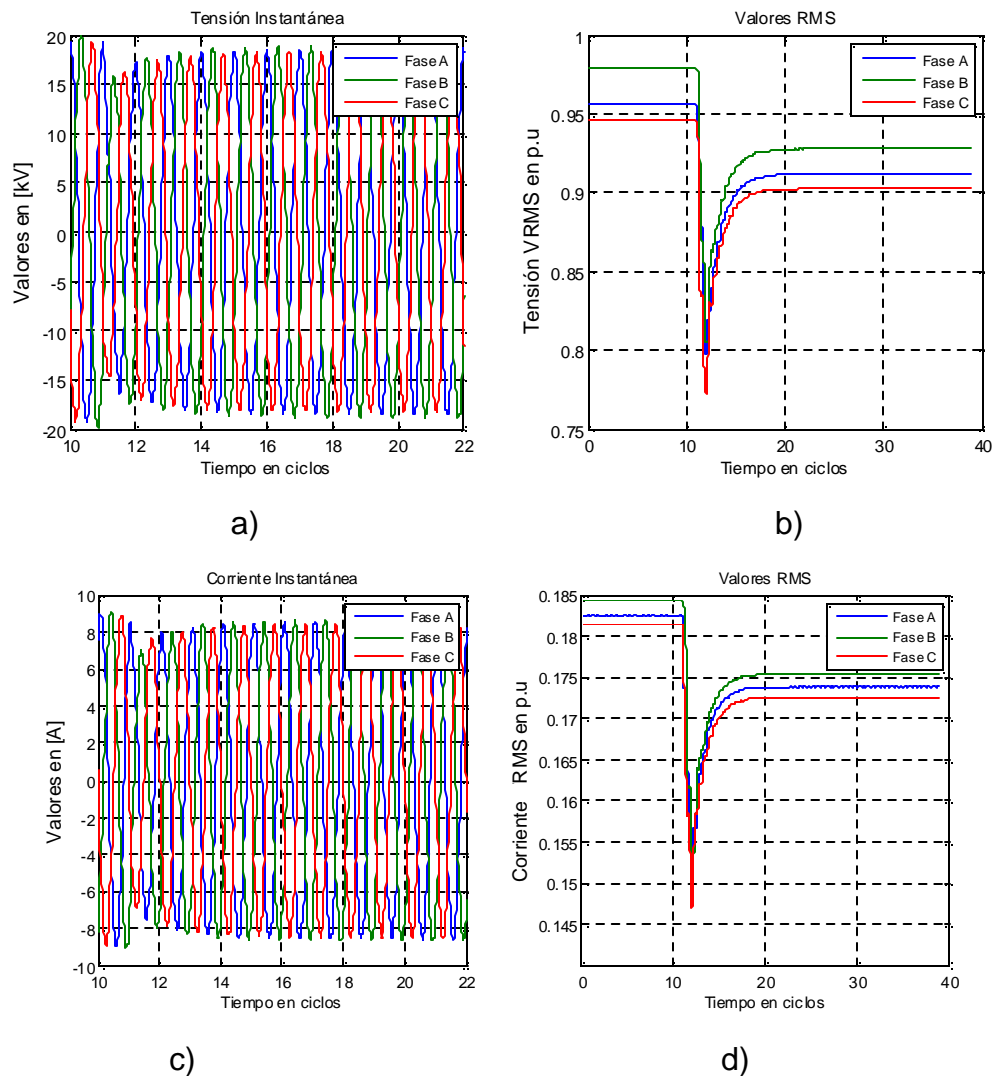 Tensión Instantánea
20
15
10
5
0
-5
-10
-15
-20
10
12
14
16
18
20
22
Valores en [kV]
Tiempo en ciclos
Fase A
Fase B
Fase C
a)
Valores RMS
1
0.95
0.9
0.85
0.8
0.75
0
10
20
30
40
Tensión VRMS en p.u
Tiempo en ciclos
Fase A
Fase B
Fase C
b)
Corriente Instantánea
10
8
6
4
2
0
-2
-4
-6
-8
-10
10
12
14
16
18
20
22
Valores en [A]
Tiempo en ciclos
Fase A
Fase B
Fase C
c)
Valores RMS
0.185
0.18
0.175
0.17
0.165
0.16
0.155
0.15
0.145
0
10
20
30
40
Corriente RMS en p.u
Tiempo en ciclos
Fase A
Fase B
Fase C
d)